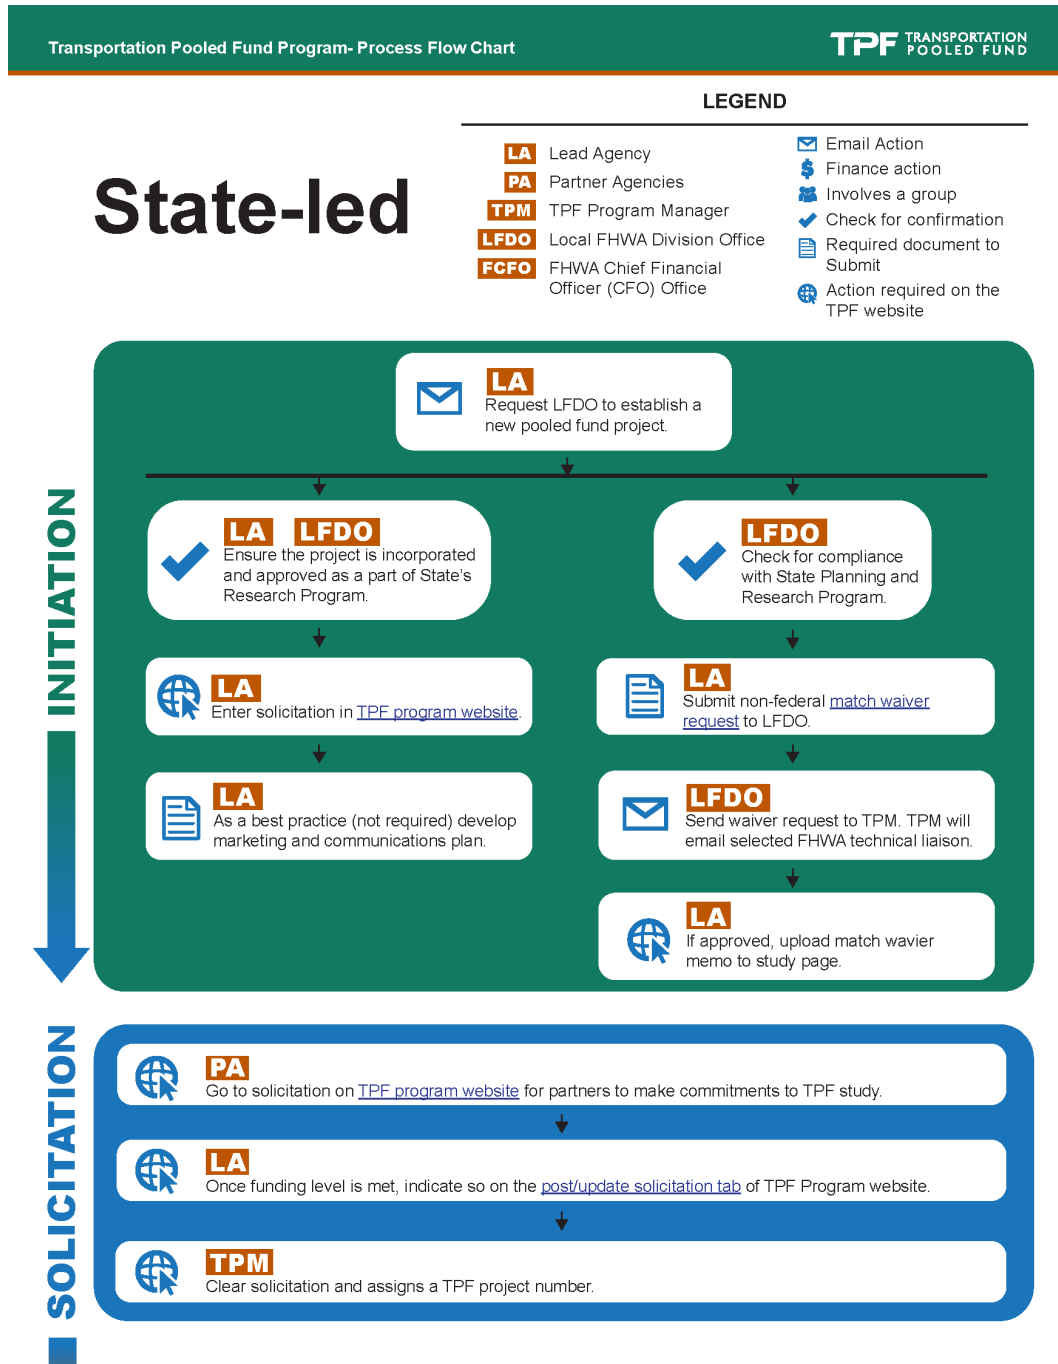 Transportation Pooled Fund Program- Process Flow Chart
TPF TRANSPORTATION
POOLED FUND
State-led
LEGEND
LA Lead Agency
PA Partner Agencies
TPM TPF Program Manager
LFDO Local FHWA Division Office
FCFO FHWA Chief Financial
Officer (CFO) Office
Email Action
Finance action
Involves a group
Check for confirmation
Required document to
Submit
Action required on the
TPF website
INITIATION
LA
Request LFDO to establish a
new pooled fund project.
LA LFDO
Ensure the project is incorporated
and approved as a part of State's
Research Program.
LA
Enter solicitation in TPF program website.
LA
As a best practice (not required) develop
marketing and communications plan.
LFDO
Check for compliance
with State Planning and
Research Program.
LA
Submit non-federal match waiver
request to LFDO.
LFDO
Send waiver request to TPM. TPM will
email selected FHWA technical liaison.
LA
If approved, upload match wavier
memo to study page.
SOLICITATION
PA
Go to solicitation on TPF program website for partners to make commitments to TPF study.
LA
Once funding level is met, indicate so on the post/update solicitation tab of TPF Program website.
TPM
Clear solicitation and assigns a TPF project number.